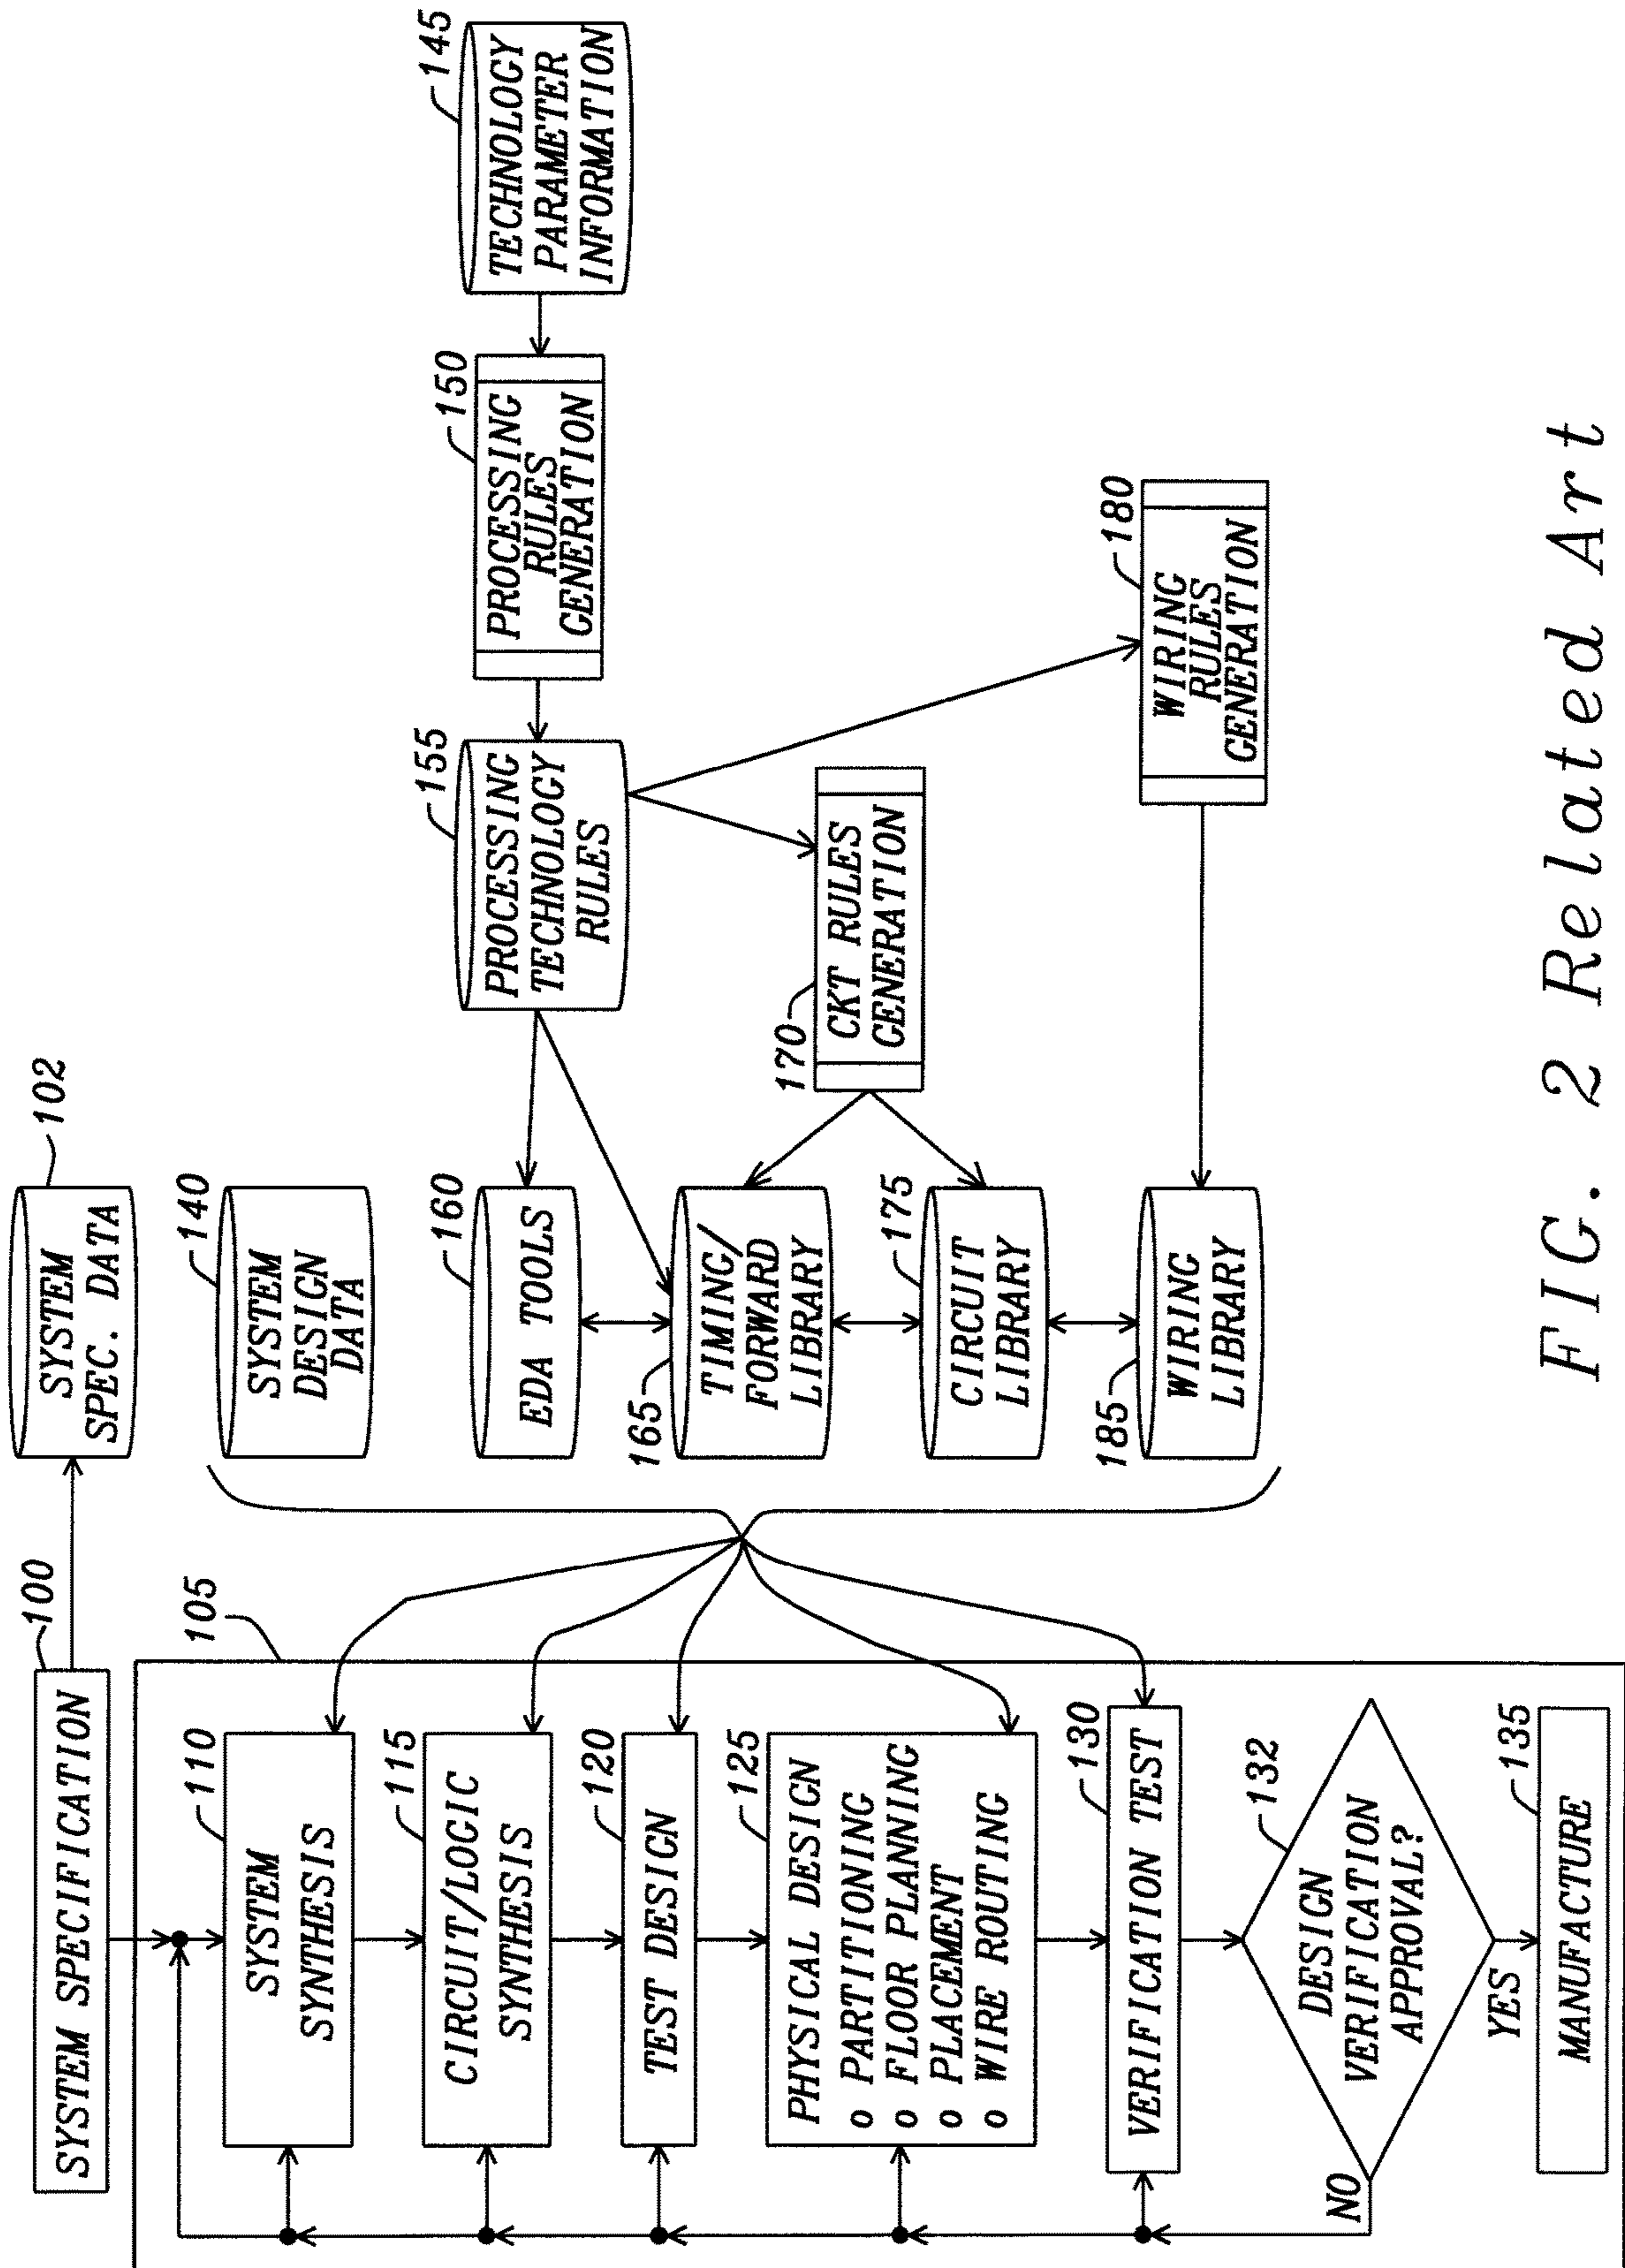 100
SYSTEM SPECIFICATION
102
SYSTEM
SPEC. DATA
105
110
SYSTEM
SYNTHESIS
115
CIRCUIT/LOGIC
SYNTHESIS
120
TEST DESIGN
125
PHYSICAL DESIGN
o PARTITIONING
o FLOOR PLANNING
o PLACEMENT
o WIRE ROUTING
130
VERIFICATION TEST
132
DESIGN
VERIFICATION
APPROVAL?
NO
YES
135
MANUFACTURE
140
SYSTEM
DESIGN
DATA
160
EDA TOOLS
165
TIMING/
FORWARD
LIBRARY
175
CIRCUIT
LIBRARY
185
WIRING
LIBRARY
155
PROCESSING
TECHNOLOGY
RULES
170
CKT RULES
GENERATION
150
PROCESSING
RULES
GENERATION
180
WIRING
RULES
GENERATION
145
TECHNOLOGY
PARAMETER
INFORMATION
FIG. 2 Related Art